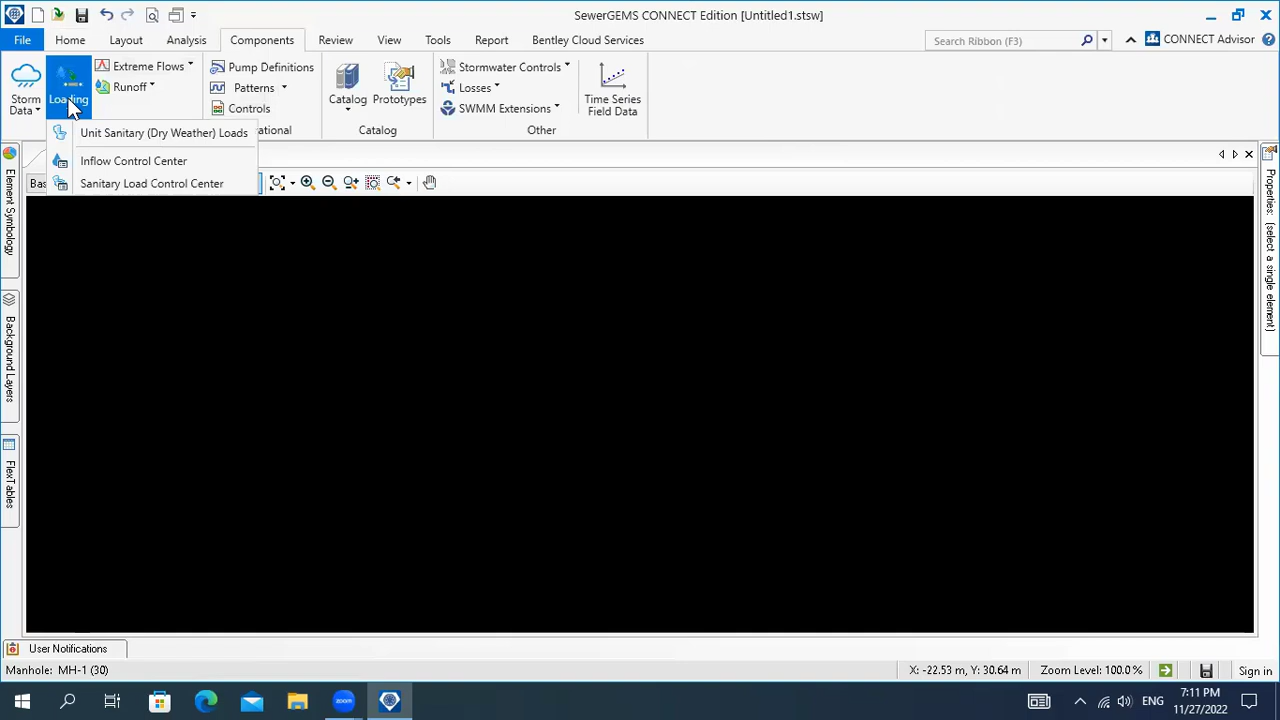 SewerGEMS CONNECT Edition [Untitled1.stsw]
File Home Layout Analysis Components Review View Tools Report Bentley Cloud Services Search Ribbon (F3) CONNECT Advisor
Storm Data
Loading
Extreme Flows
Runoff
Pump Definitions
Patterns
Controls
Catalog
Prototypes
Catalog
Stormwater Controls
Losses
SWMM Extensions
Time Series Field Data
Other
Unit Sanitary (Dry Weather) Loads
Inflow Control Center
Sanitary Load Control Center
Element Symbology
Background Layers
FlexTables
Properties: (select a single element)
User Notifications
Manhole: MH-1 (30) X: -22.53 m, Y: 30.64 m Zoom Level: 100.0 % Sign in
zoom
ENG
7:11 PM
11/27/2022